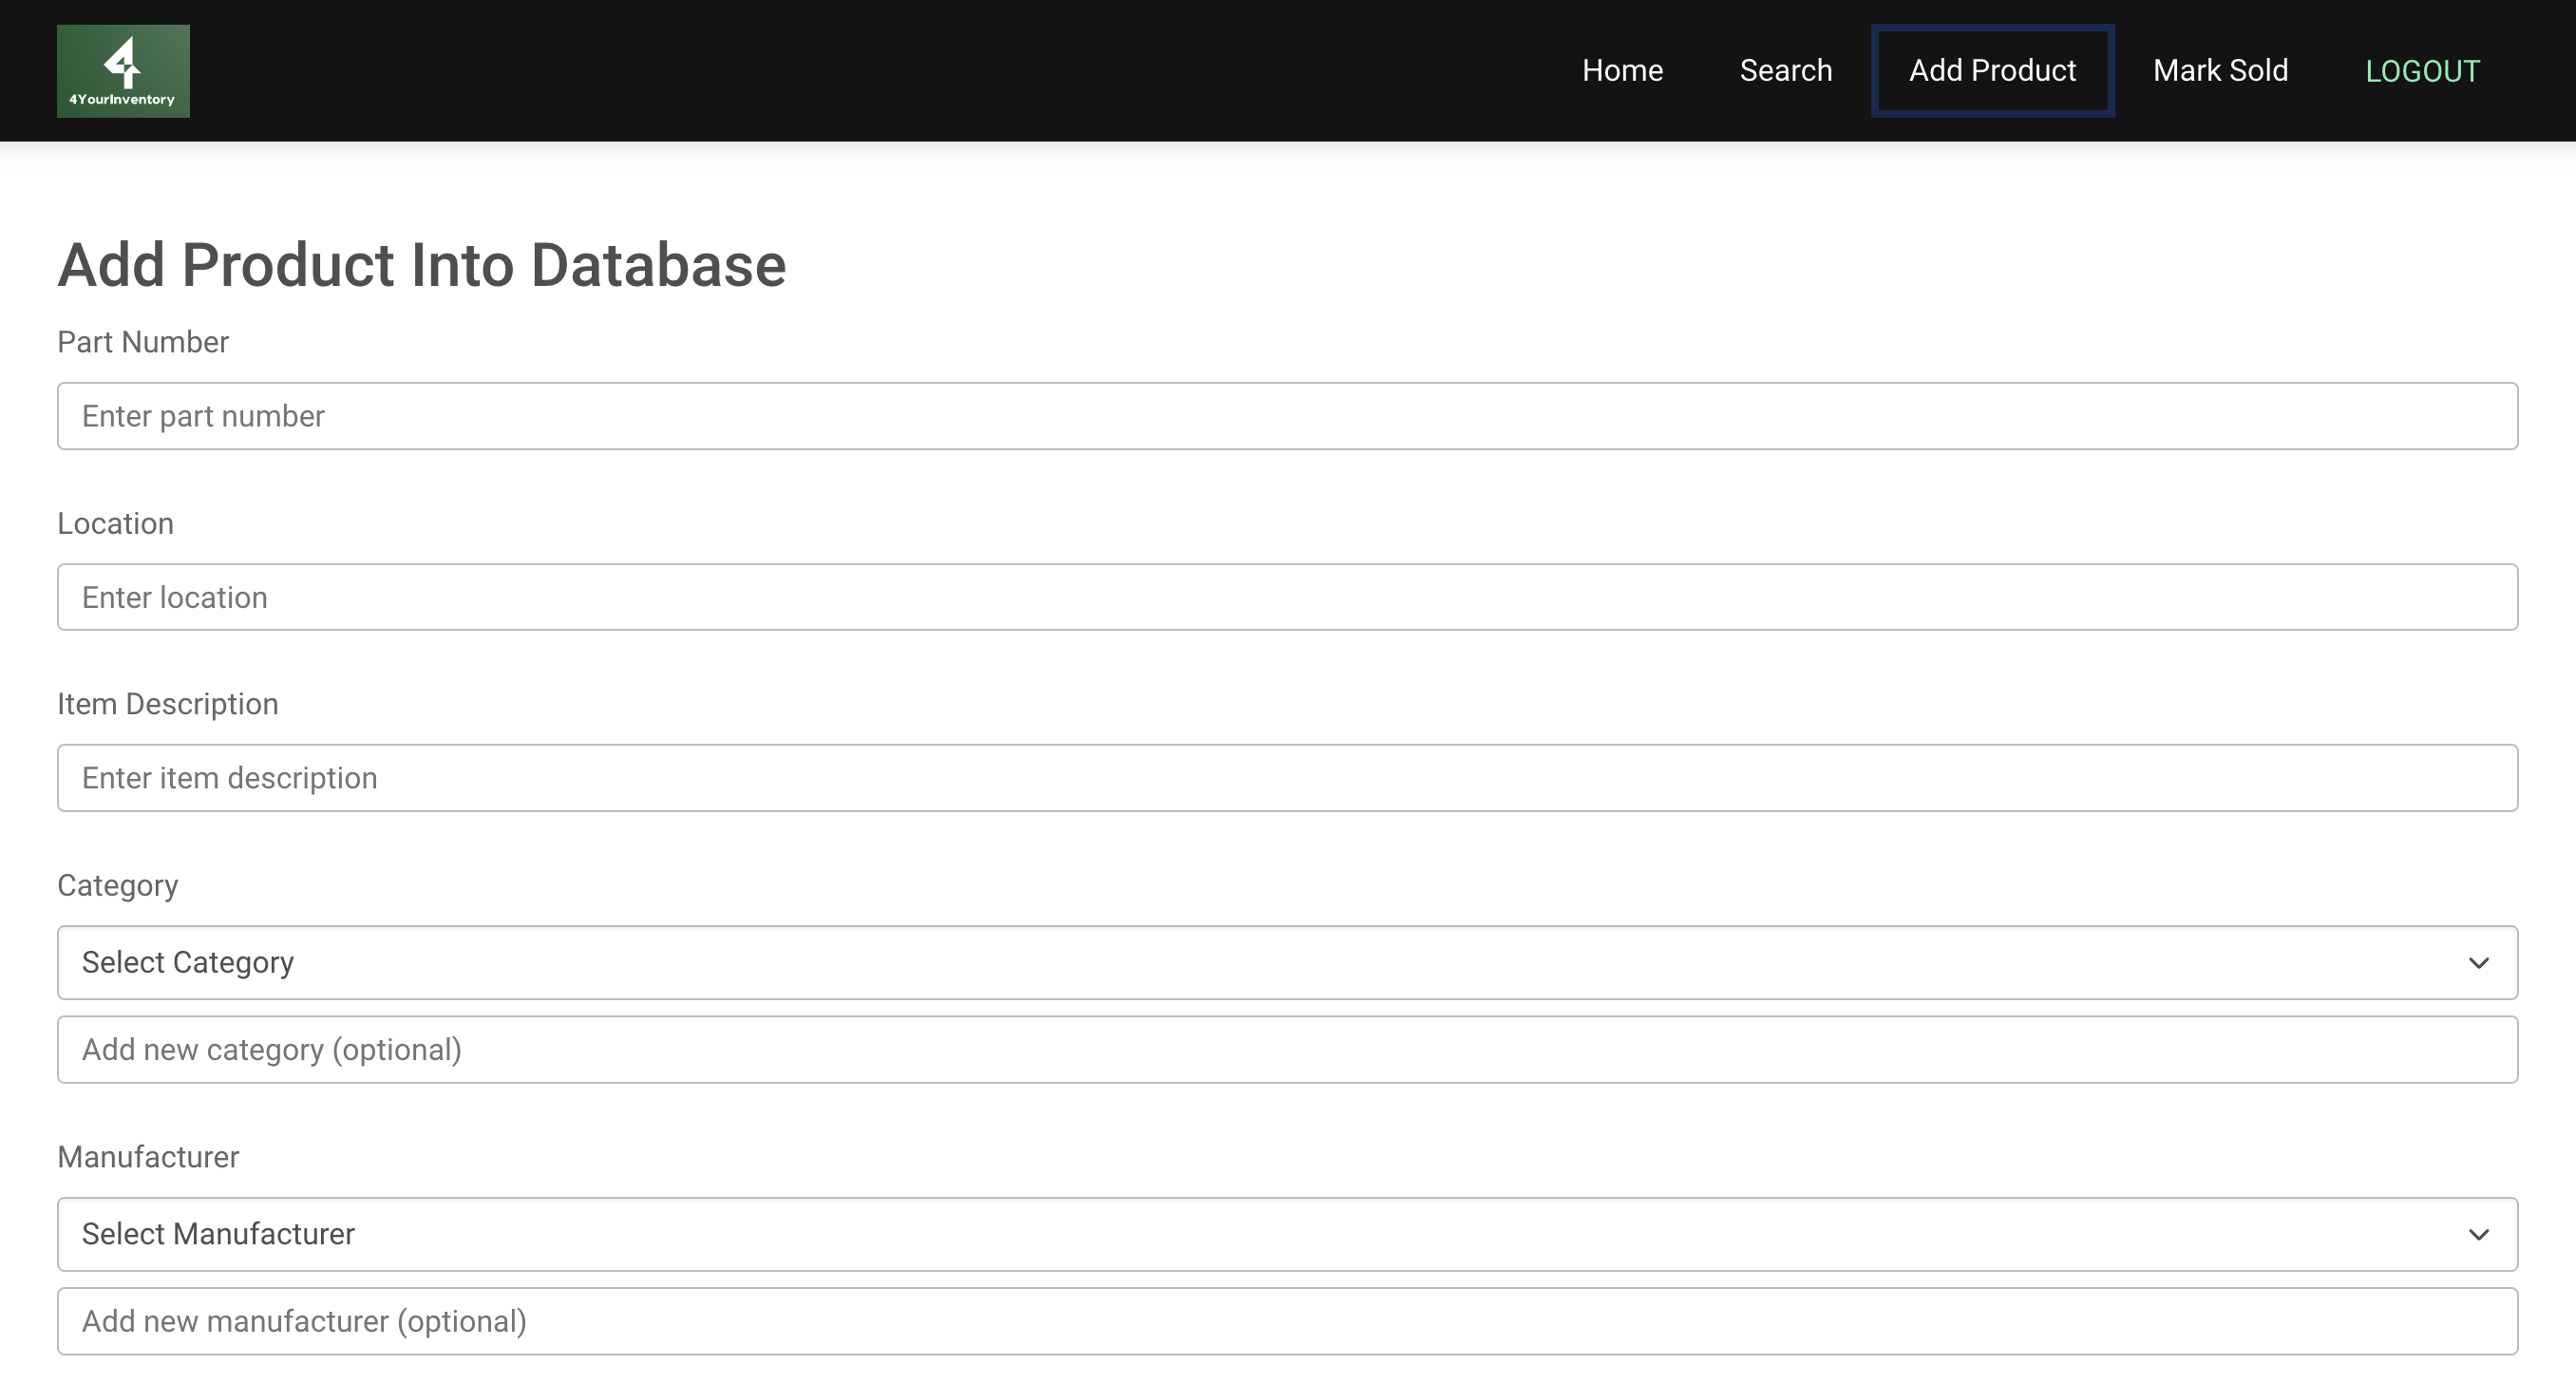 4YourInventory
Home Search Add Product Mark Sold LOGOUT
Add Product Into Database
Part Number
Enter part number
Location
Enter location
Item Description
Enter item description
Category
Select Category
Add new category (optional)
Manufacturer
Select Manufacturer
Add new manufacturer (optional)